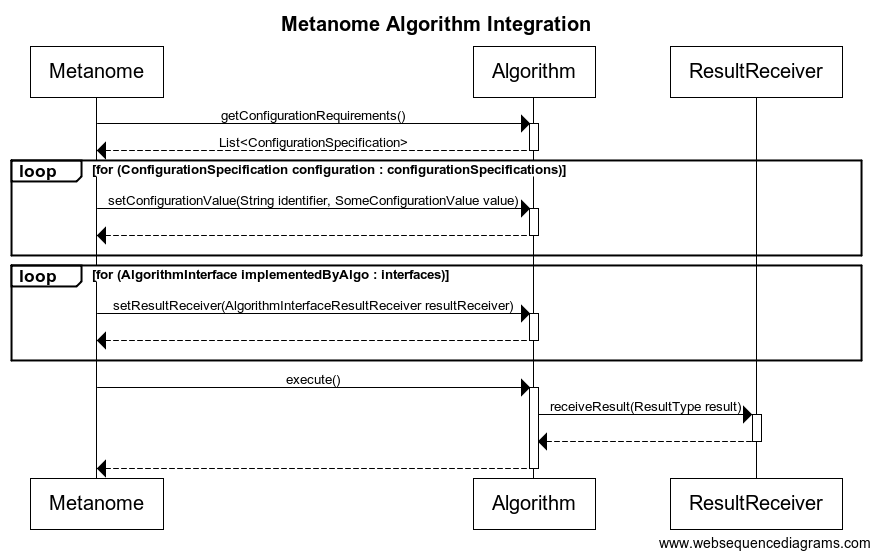 Metanome Algorithm Integration
Metanome
Algorithm
ResultReceiver
getConfigurationRequirements()
List<ConfigurationSpecification>
loop
[for (ConfigurationSpecification configuration : configurationSpecifications)]
setConfigurationValue(String identifier, SomeConfigurationValue value)
loop
[for (AlgorithmInterface implementedByAlgo : interfaces)]
setResultReceiver(AlgorithmInterfaceResultReceiver resultReceiver)
execute()
receiveResult(ResultType result)
Metanome
Algorithm
ResultReceiver
www.websequencediagrams.com